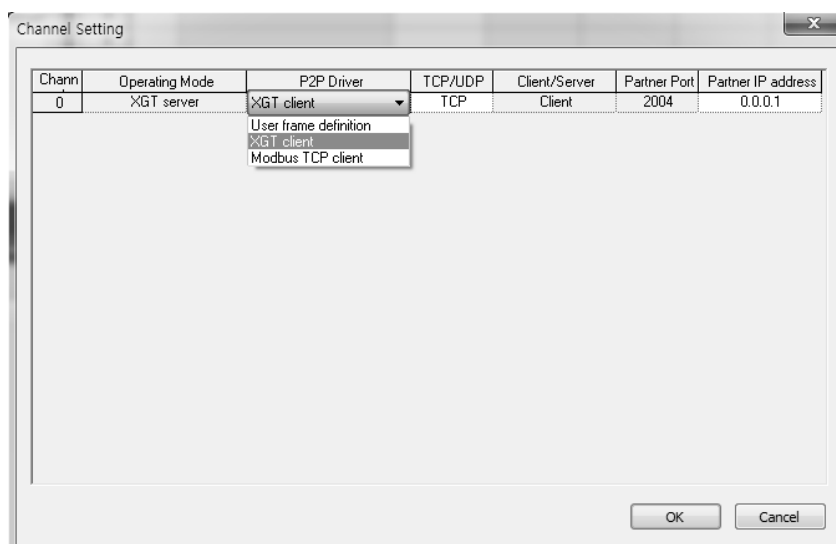 Channel Setting
Chann Operating Mode P2P Driver TCP/UDP Client/Server Partner Port Partner IP address
0 XGT server XGT client TCP Client 2004 0.0.0.1
User frame definition
XGT client
Modbus TCP client
OK Cancel